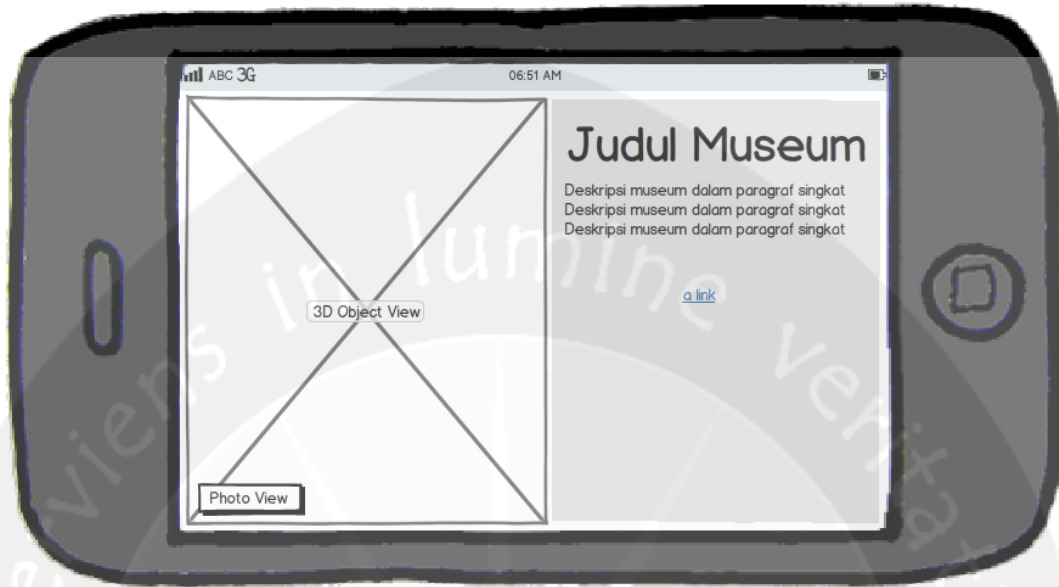 ABC 3G
06:51 AM
3D Object View
Photo View
Judul Museum
Deskripsi museum dalam paragraf singkat
Deskripsi museum dalam paragraf singkat
Deskripsi museum dalam paragraf singkat
a link
viens in lumine verita